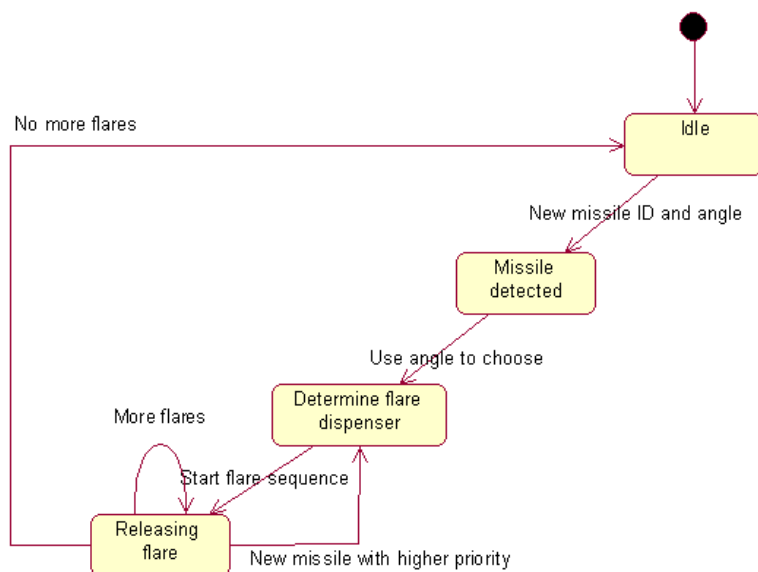 No more flares
Idle
New missile ID and angle
Missile
detected
Use angle to choose
Determine flare
dispenser
More flares
Start flare sequence
Releasing
flare
New missile with higher priority